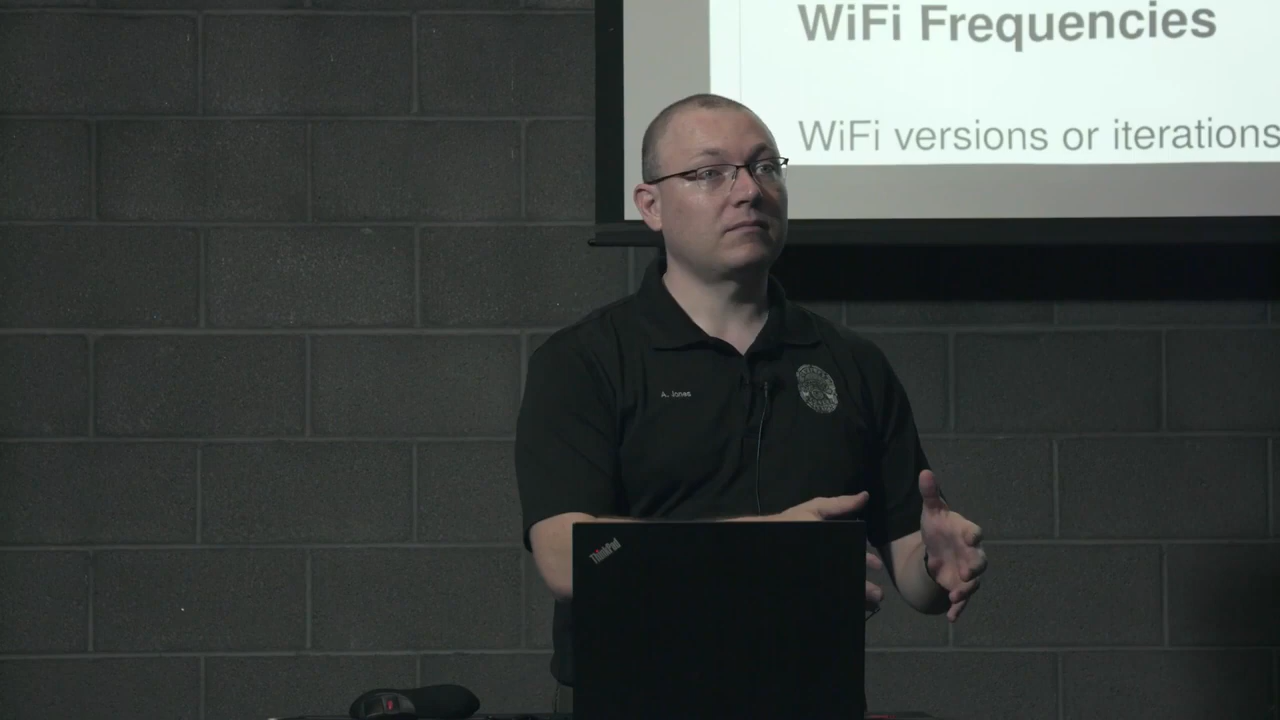 WiFi Frequencies
WiFi versions or iterations
A. Jones
ThinkPad